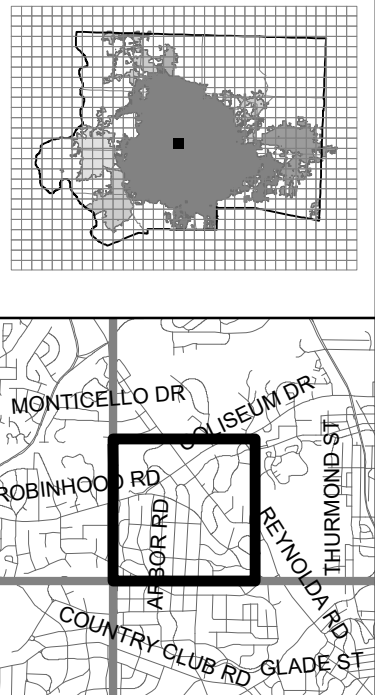 MONTICELLO DR
COLISEUM DR
THURMOND ST
ROBINHOOD RD
ARBOR RD
REYNOLDA RD
COUNTRY CLUB RD
GLADE ST